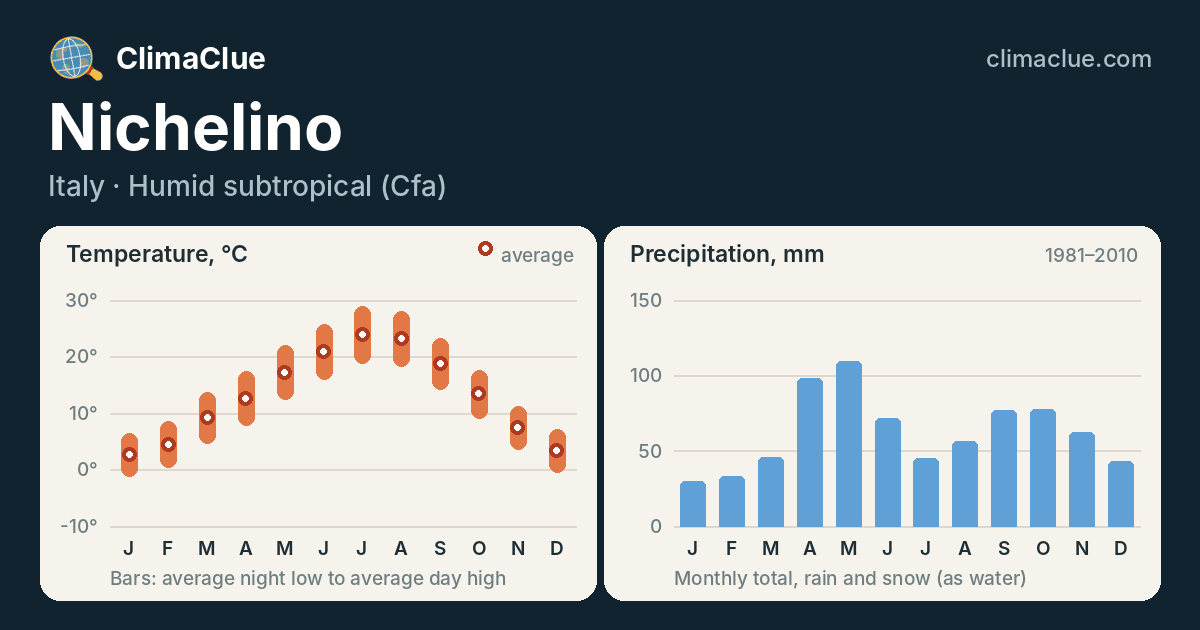 ClimaClue
climaclue.com
Nichelino
Italy · Humid subtropical (Cfa)
Temperature, °C
average
30°
20°
10°
0°
-10°
J F M A M J J A S O N D
Bars: average night low to average day high
Precipitation, mm
1981–2010
150
100
50
0
J F M A M J J A S O N D
Monthly total, rain and snow (as water)